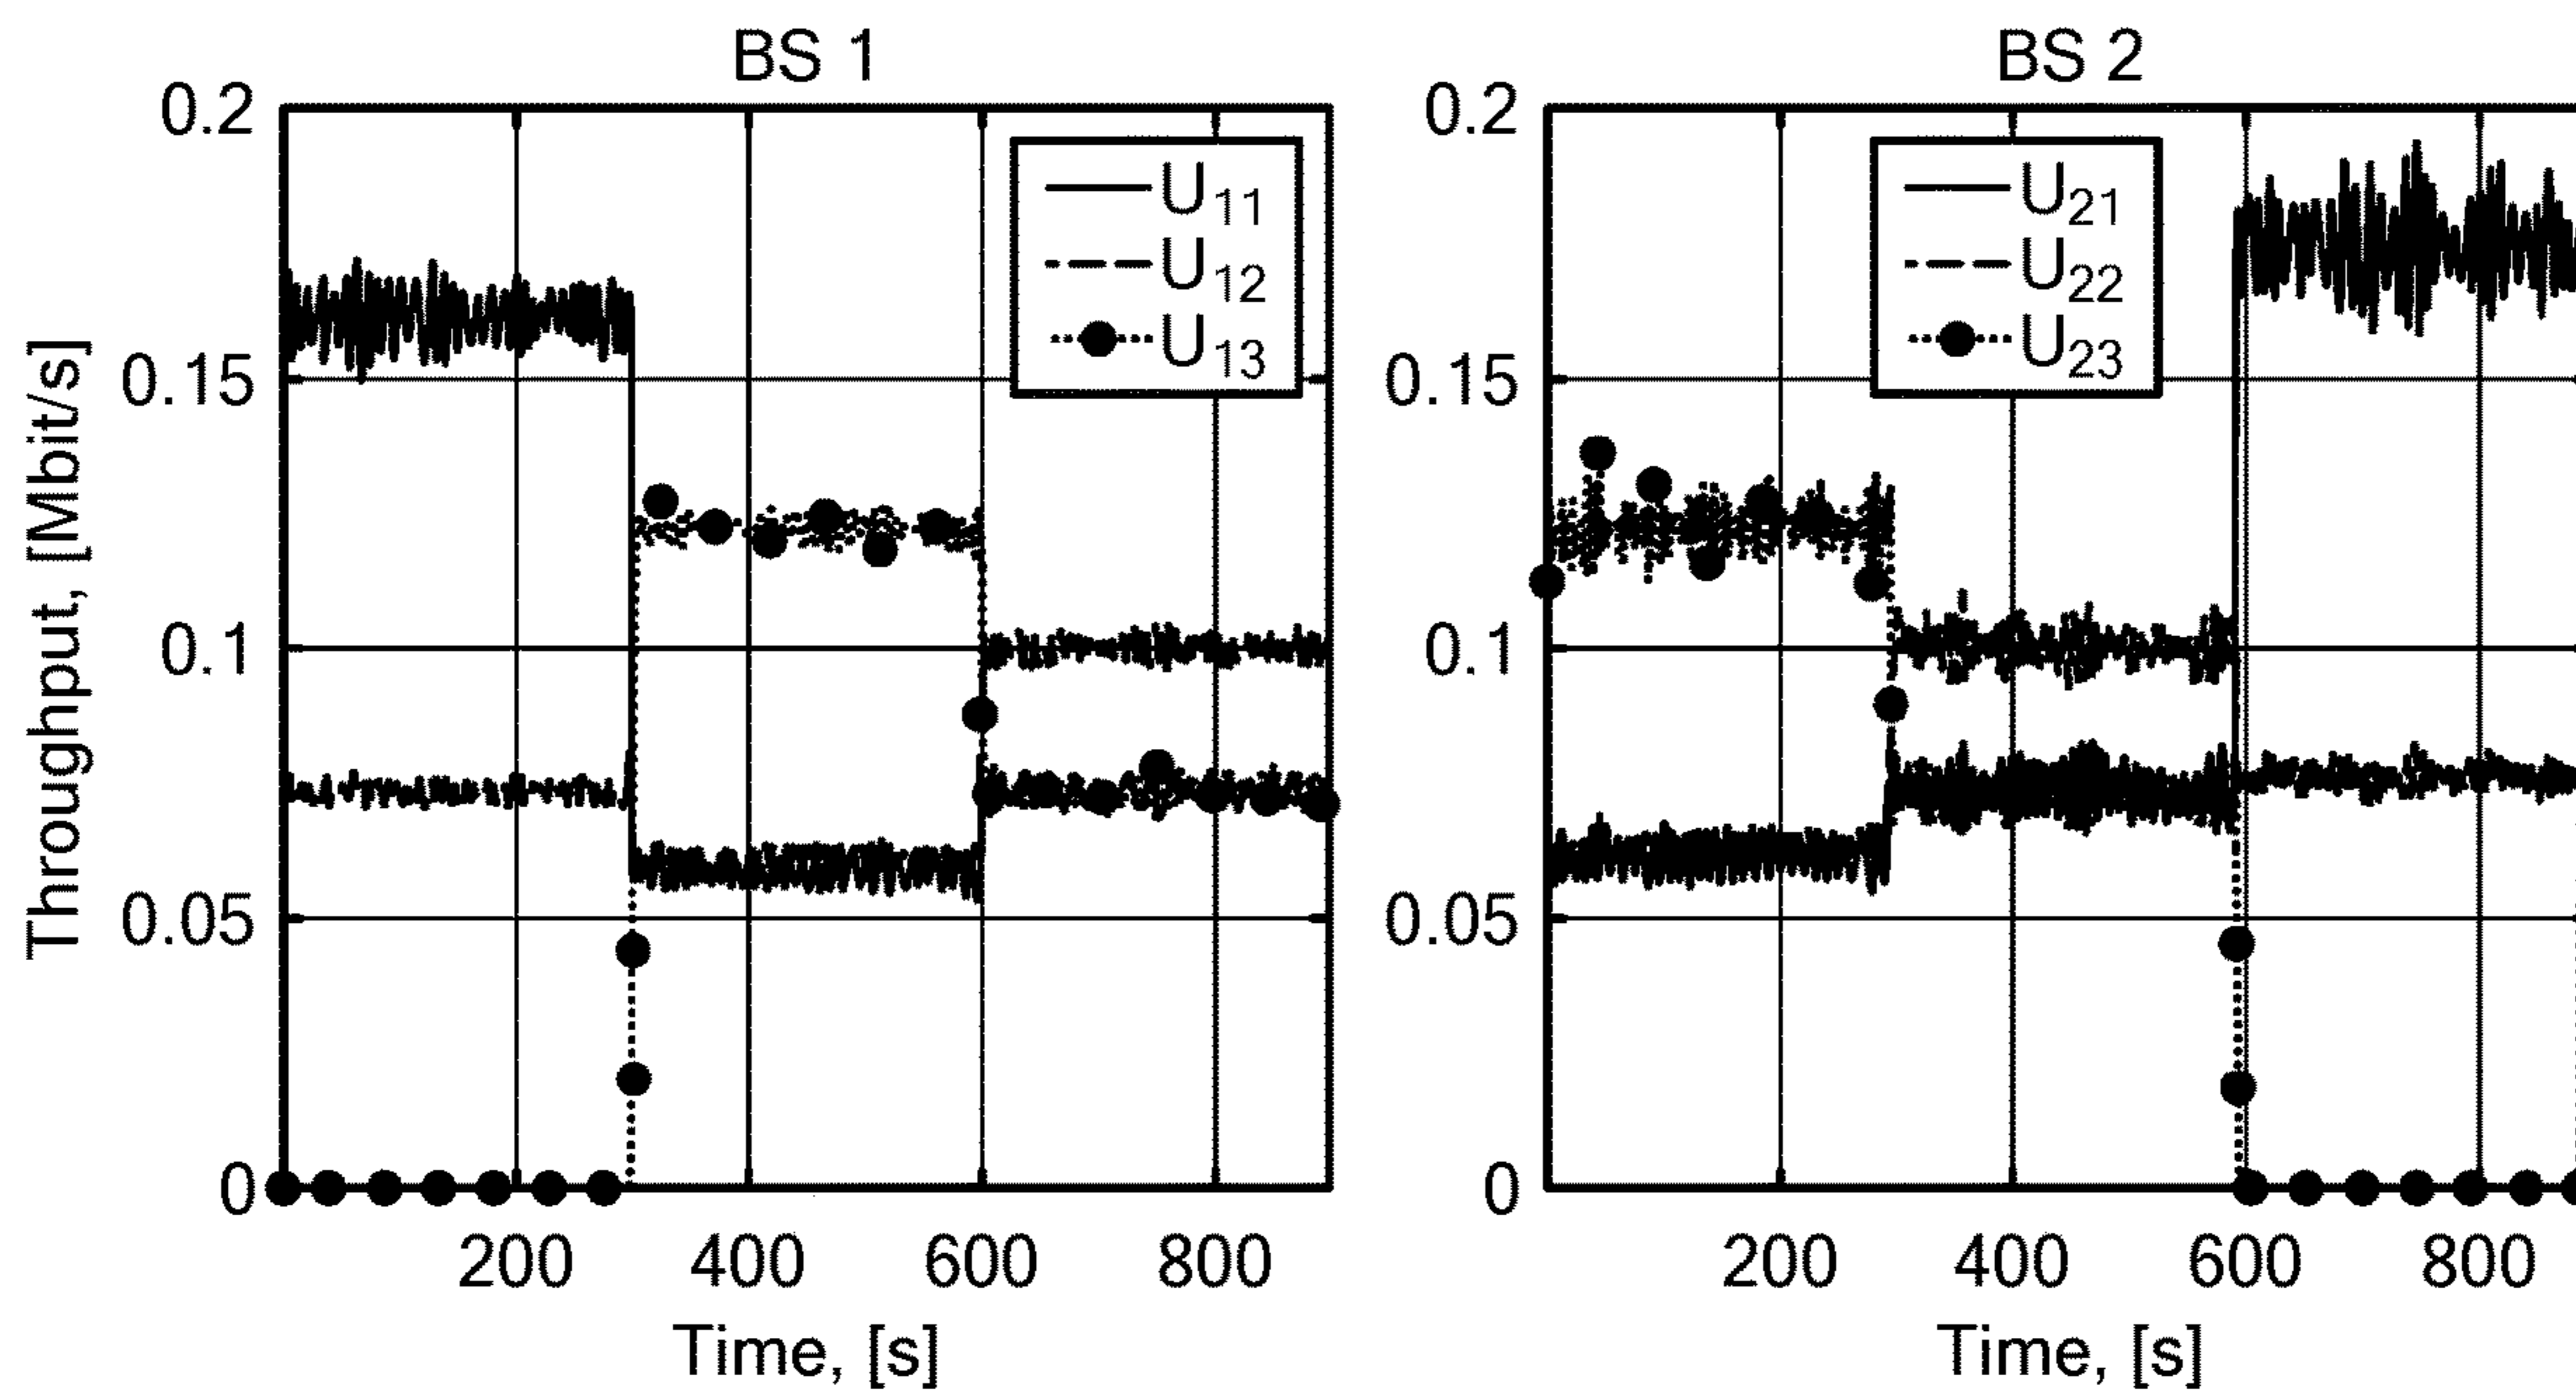 BS 1
0.2
0.15
0.1
0.05
0
Throughput, [Mbit/s]
U11
U12
U13
200 400 600 800
Time, [s]
BS 2
0.2
0.15
0.1
0.05
0
U21
U22
U23
200 400 600 800
Time, [s]